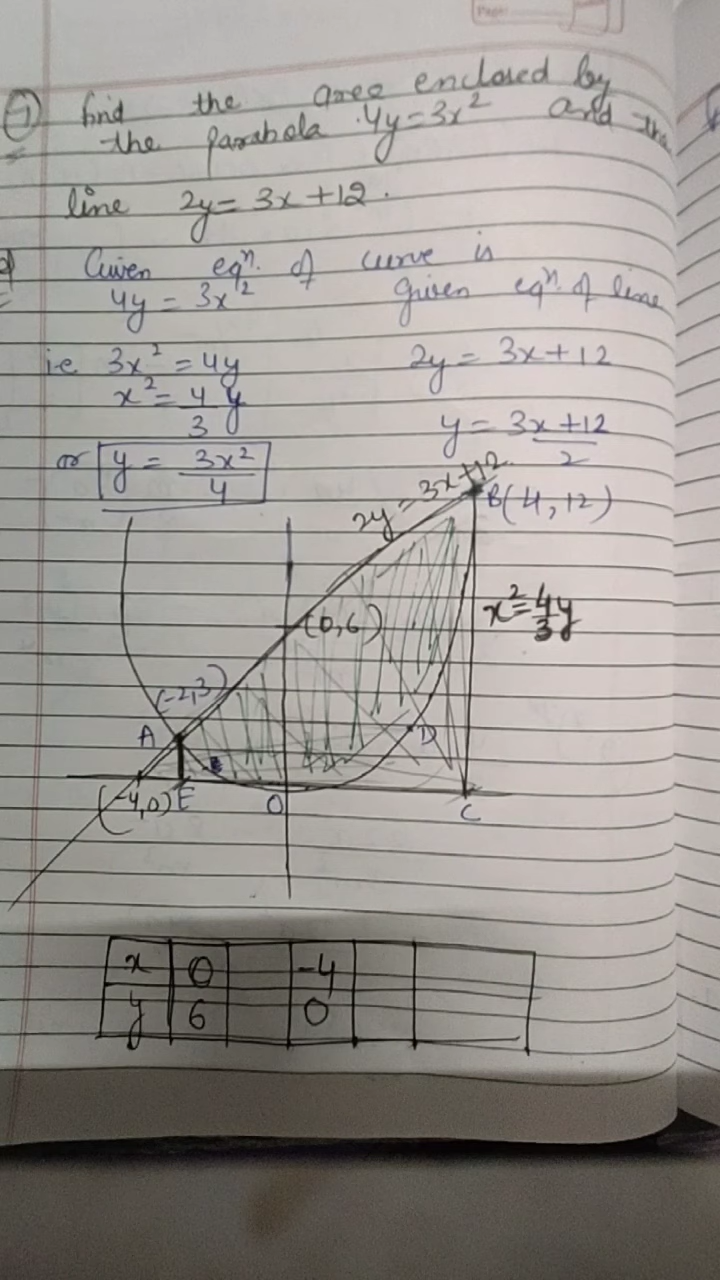 Page:
7 find the area enclosed by
the parabola 4y = 3x² and the
line 2y = 3x + 12.
Given eqⁿ. of curve is
4y = 3x²
given eqⁿ. of line
i.e 3x² = 4y
2y = 3x + 12
x² = 4/3 y
y = 3x + 12/2
or y = 3x²/4
2y = 3x + 12
B(4, 12)
x² = 4/3 y
(0,6)
(-2,3)
A
D
(-4,0) E
O
C
x 0 -4
y 6 0